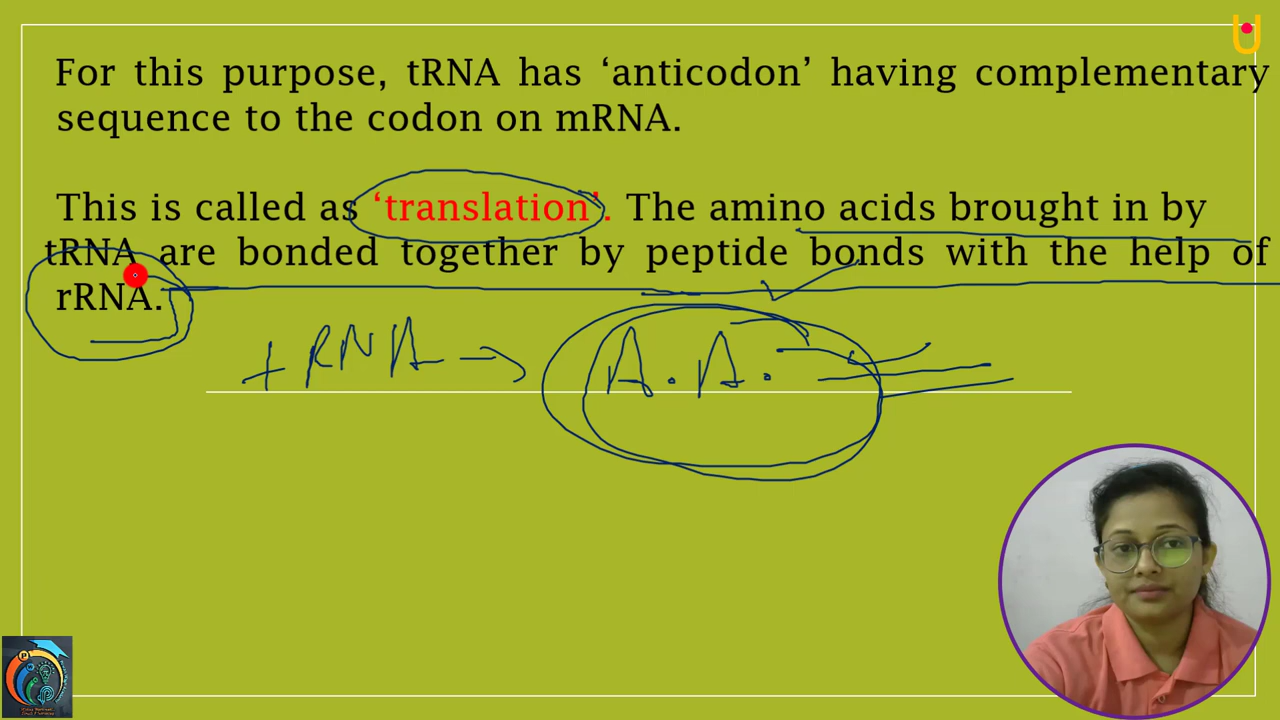 For this purpose, tRNA has ‘anticodon’ having complementary
sequence to the codon on mRNA.
This is called as ‘translation’. The amino acids brought in by
tRNA are bonded together by peptide bonds with the help of
rRNA.
tRNA → A.A.